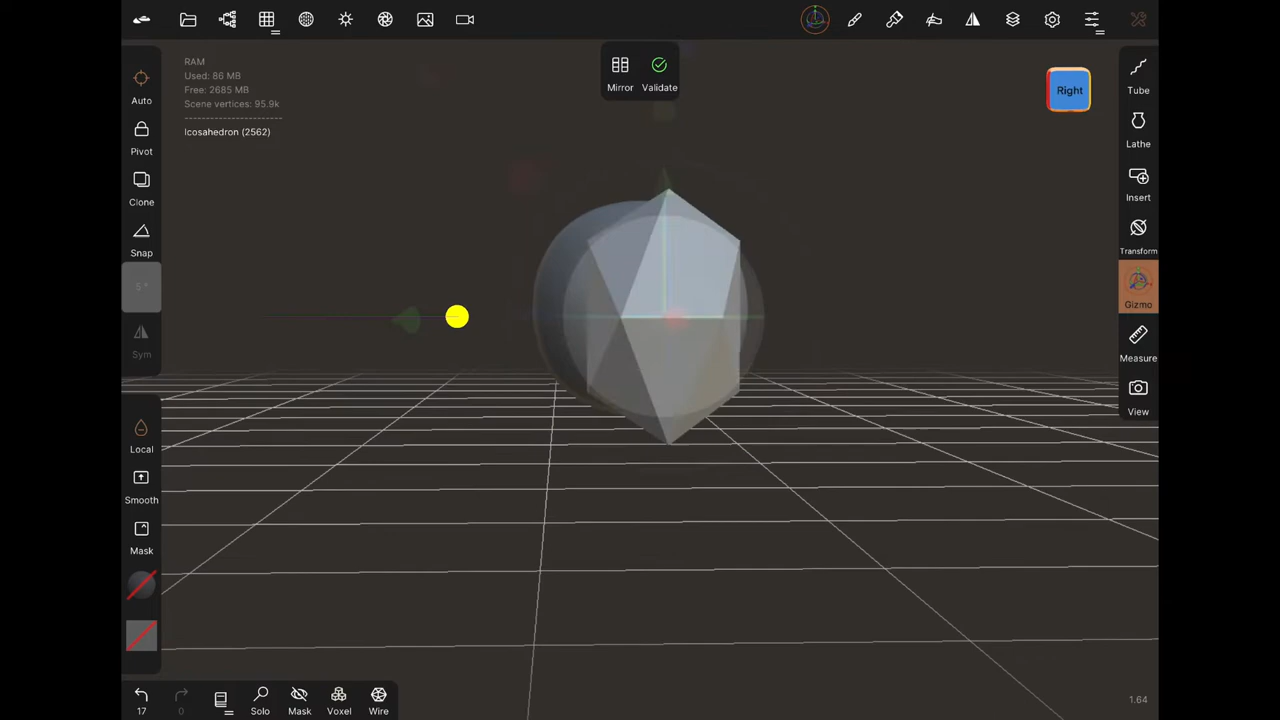 RAM
Used: 86 MB
Free: 2685 MB
Scene vertices: 95.9k
----------------------------
Icosahedron (2562)
Mirror
Validate
Right
Auto
Pivot
Clone
Snap
5°
Sym
Local
Smooth
Mask
Tube
Lathe
Insert
Transform
Gizmo
Measure
View
17
0
Solo
Mask
Voxel
Wire
1.64